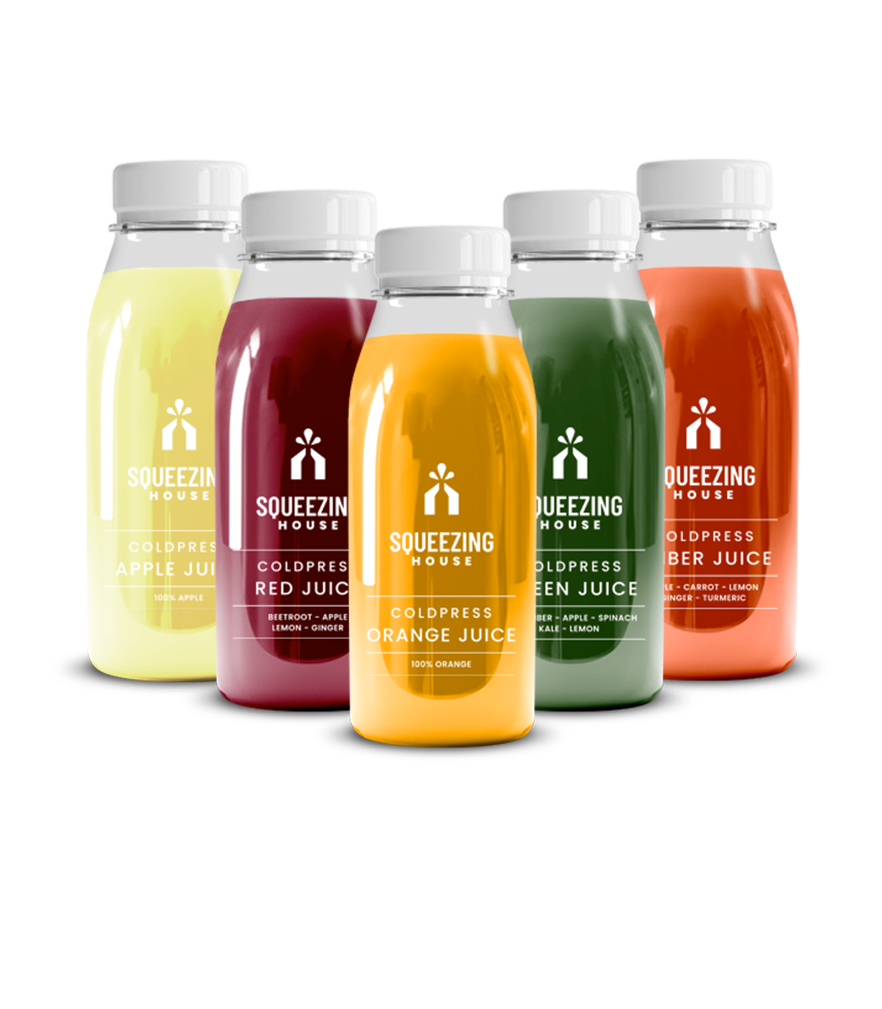 SQUEEZING
HOUSE
COLDPRESS
APPLE JUI
100% APPLE
SQUEEZIN
HOUSE
COLDPRESS
RED JUIC
BEETROOT - APPLE
LEMON - GINGER
SQUEEZING
HOUSE
COLDPRESS
ORANGE JUICE
100% ORANGE
QUEEZING
HOUSE
OLDPRESS
EEN JUICE
BER - APPLE - SPINACH
KALE - LEMON
QUEEZING
HOUSE
OLDPRESS
BER JUICE
LE - CARROT - LEMON
GINGER - TURMERIC